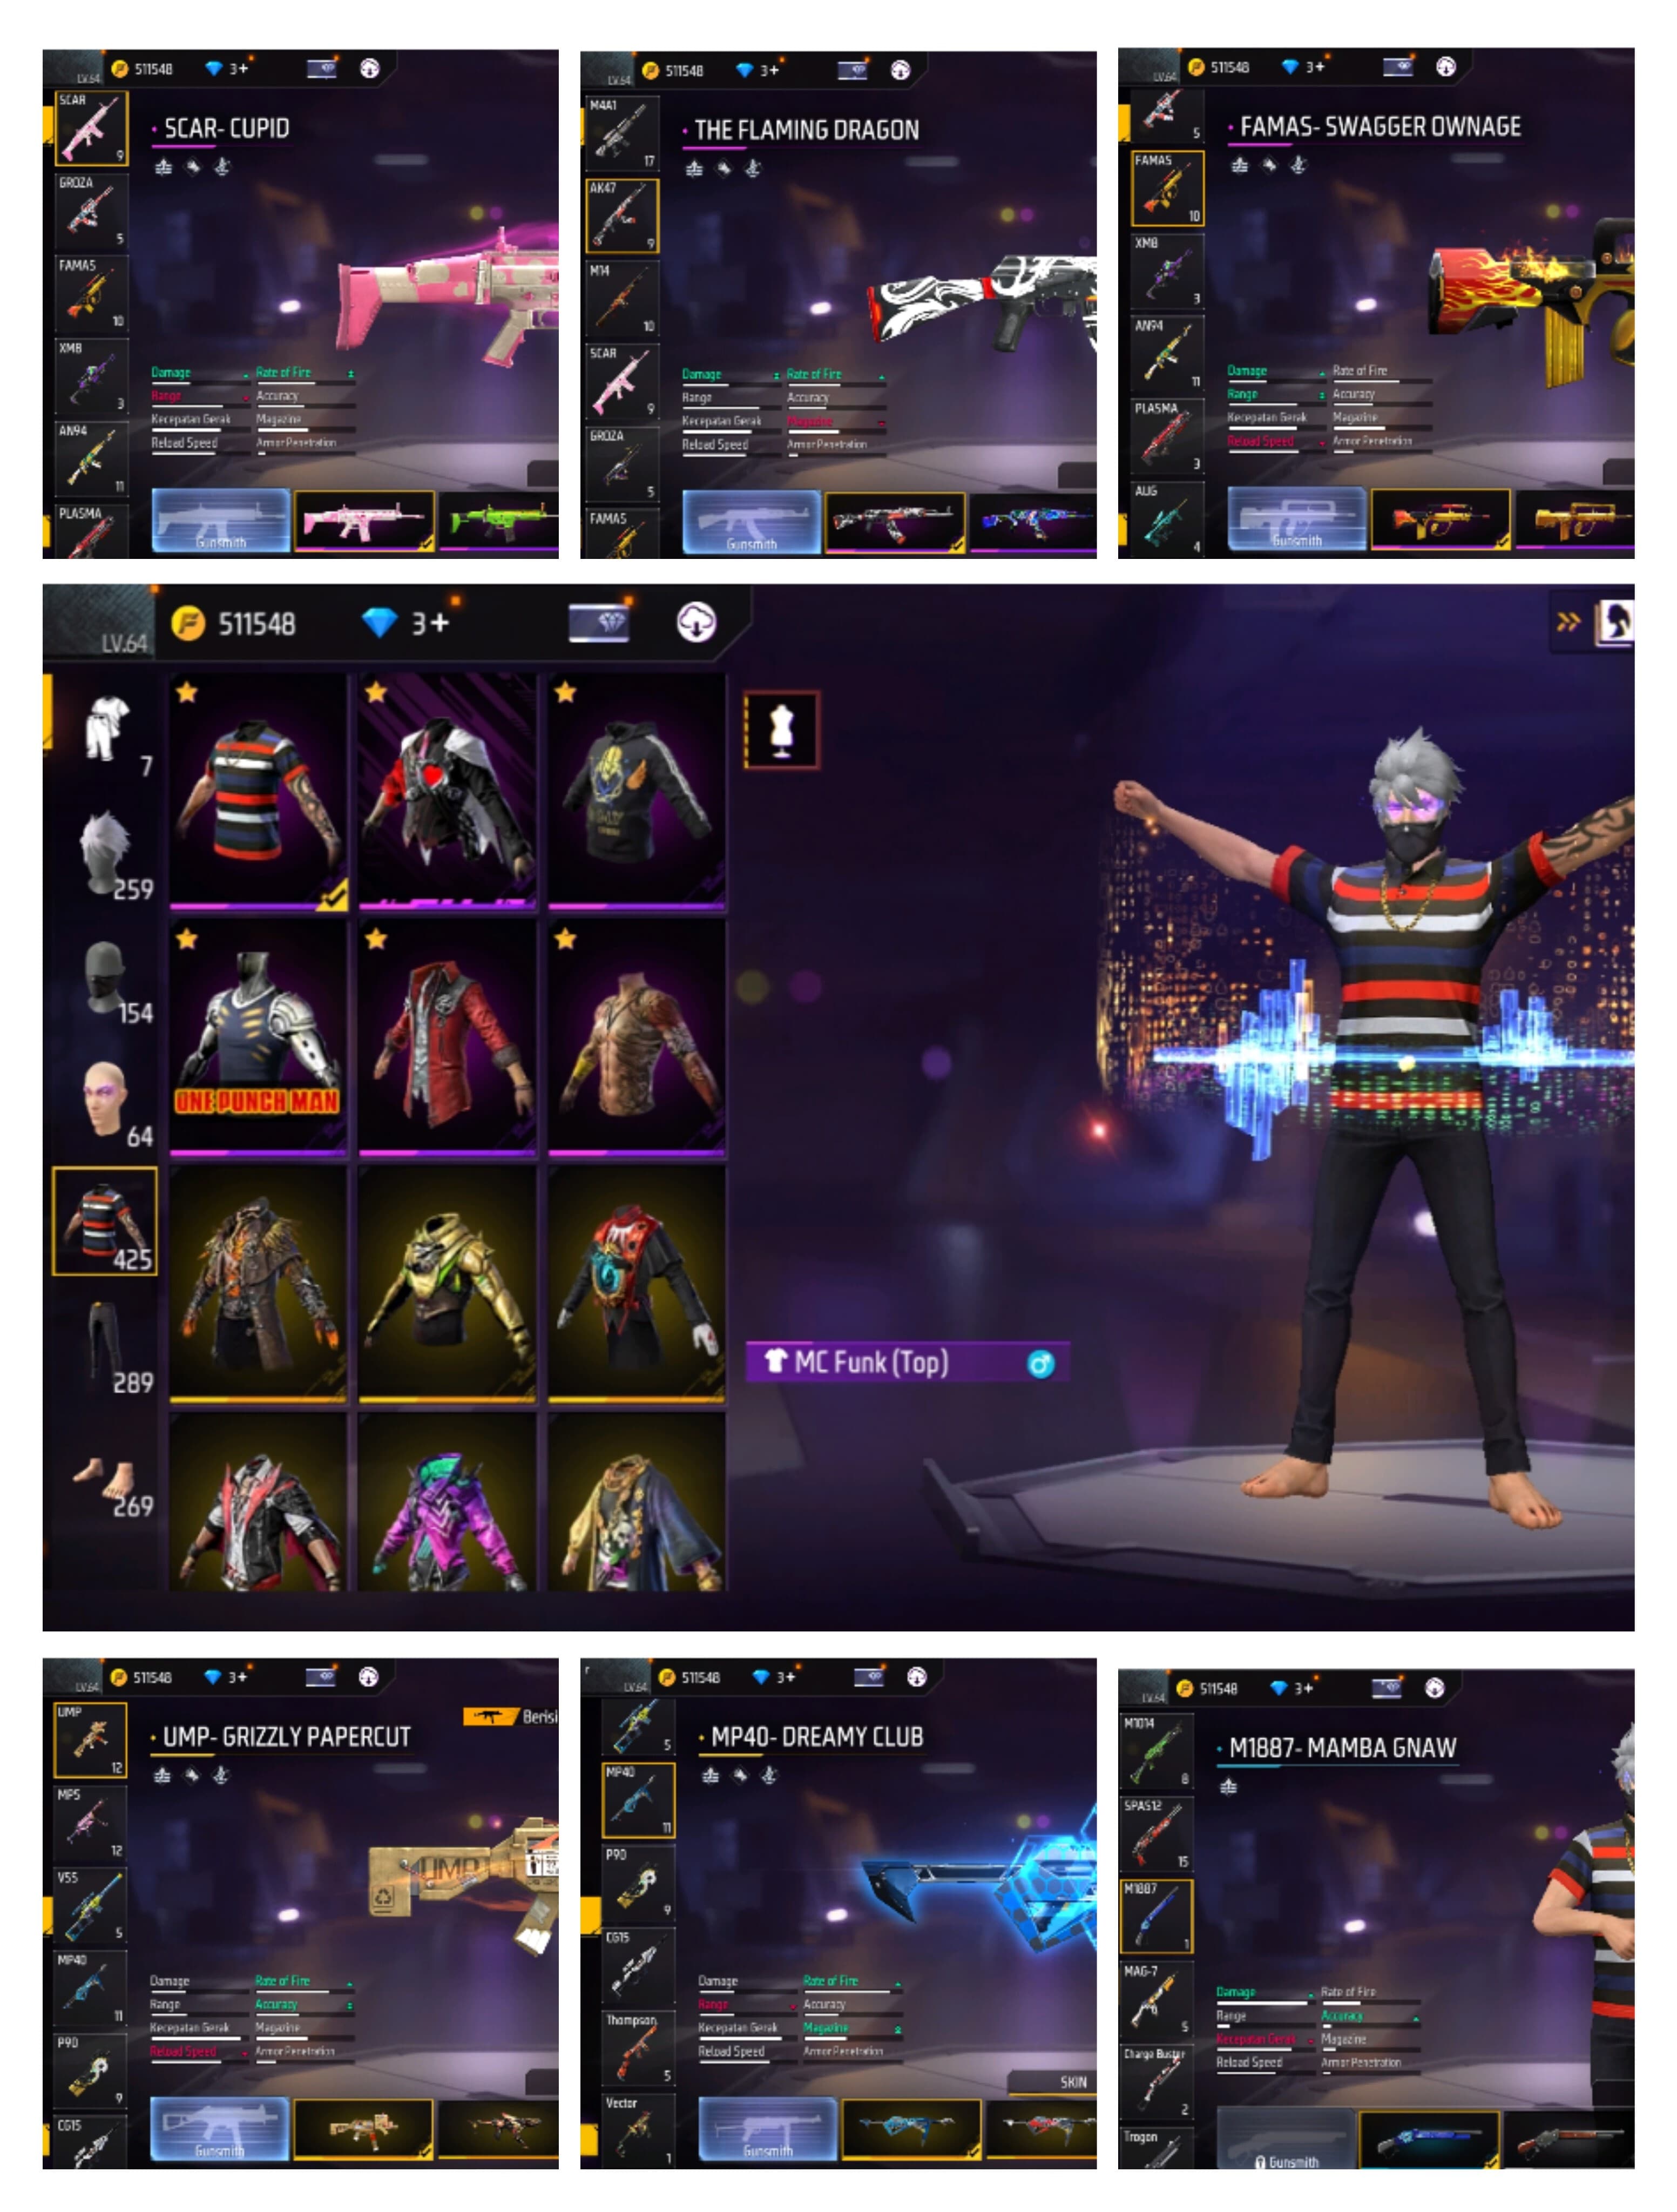 LV.64 511548 3+
SCAR- CUPID
SCAR
9
GROZA
5
FAMAS
10
XM8
3
AN94
11
PLASMA
Damage Rate of Fire
Range Accuracy
Kecepatan Gerak Magazine
Reload Speed Armor Penetration
Gunsmith
LV.64 511548 3+
THE FLAMING DRAGON
M4A1
17
AK47
9
M14
10
SCAR
9
GROZA
5
FAMAS
Damage Rate of Fire
Range Accuracy
Kecepatan Gerak Magazine
Reload Speed Armor Penetration
Gunsmith
LV.64 511548 3+
FAMAS- SWAGGER OWNAGE
5
FAMAS
10
XM8
3
AN94
11
PLASMA
3
AUG
4
Damage Rate of Fire
Range Accuracy
Kecepatan Gerak Magazine
Reload Speed Armor Penetration
Gunsmith
LV.64 511548 3+
7
259
154
64
425
289
269
ONE PUNCH MAN
MC Funk (Top)
LV.64 511548 3+
UMP- GRIZZLY PAPERCUT
Berisi
UMP
12
MP5
12
VSS
5
MP40
11
P90
9
CG15
UMP
Damage Rate of Fire
Range Accuracy
Kecepatan Gerak Magazine
Reload Speed Armor Penetration
Gunsmith
LV.64 511548 3+
MP40- DREAMY CLUB
5
MP40
11
P90
9
CG15
Thompson
5
Vector
1
Damage Rate of Fire
Range Accuracy
Kecepatan Gerak Magazine
Reload Speed Armor Penetration
SKIN
Gunsmith
LV.64 511548 3+
M1887- MAMBA GNAW
M1014
8
SPAS12
15
M1887
1
MAG-7
5
Charge Buster
2
Trogon
Damage Rate of Fire
Range Accuracy
Kecepatan Gerak Magazine
Reload Speed Armor Penetration
Gunsmith